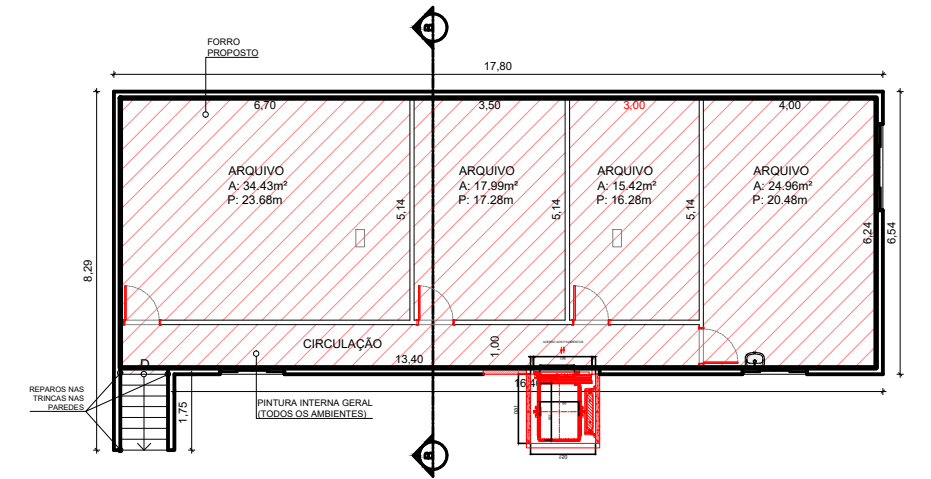 FORRO
PROPOSTO
17,80
6,70
3,50
3,00
4,00
ARQUIVO
A: 34.43m²
P: 23.68m
ARQUIVO
A: 17.99m²
P: 17.28m
ARQUIVO
A: 15.42m²
P: 16.28m
ARQUIVO
A: 24.96m²
P: 20.48m
5,14
5,14
5,14
6,24
6,54
8,29
CIRCULAÇÃO
13,40
1,00
D
16,40
REPAROS NAS
TRINCAS NAS
PAREDES
1,75
PINTURA INTERNA GERAL
(TODOS OS AMBIENTES)